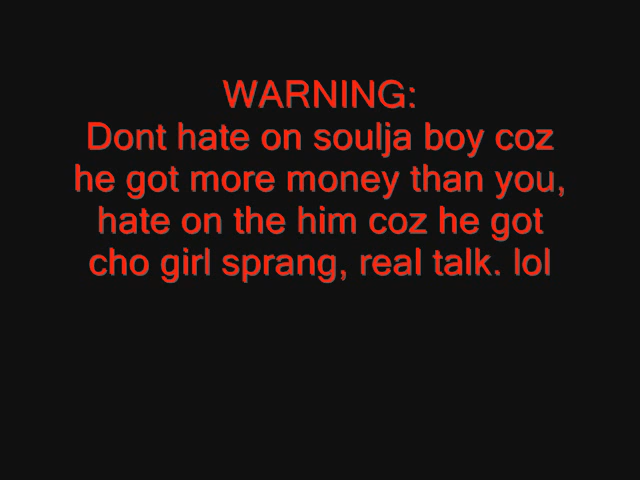 WARNING:
Dont hate on soulja boy coz
he got more money than you,
hate on the him coz he got
cho girl sprang, real talk. lol